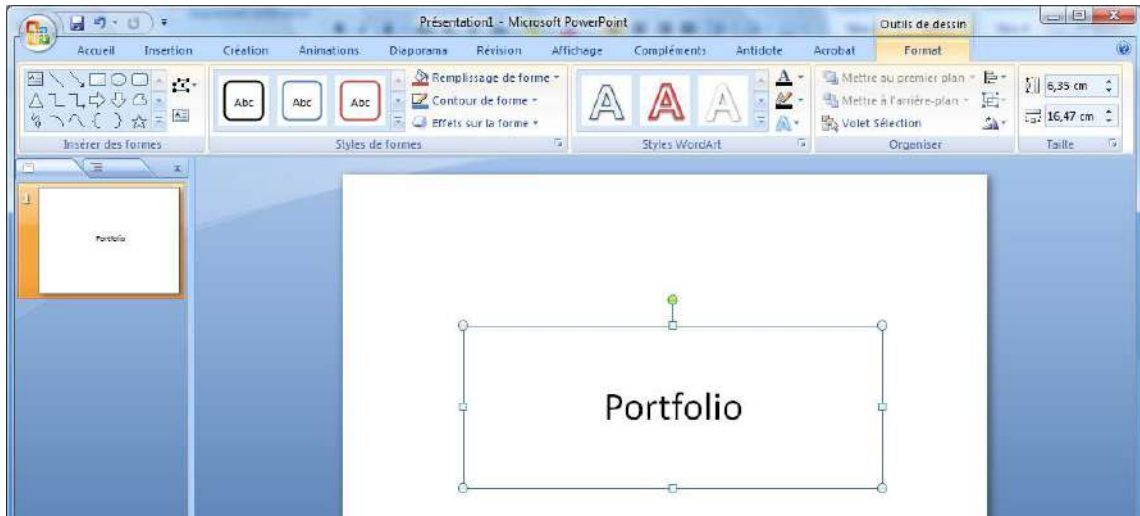 Présentation1 - Microsoft PowerPoint
Outils de dessin
Accueil Insertion Création Animations Diaporama Révision Affichage Compléments Antidote Acrobat Format
Abc Abc Abc
Remplissage de forme
Contour de forme
Effets sur la forme
A A A A
Mettre au premier plan
Mettre à l'arrière-plan
Volet Sélection
6,35 cm
16,47 cm
Insérer des formes Styles de formes Styles WordArt Organiser Taille
1
Portfolio
Portfolio